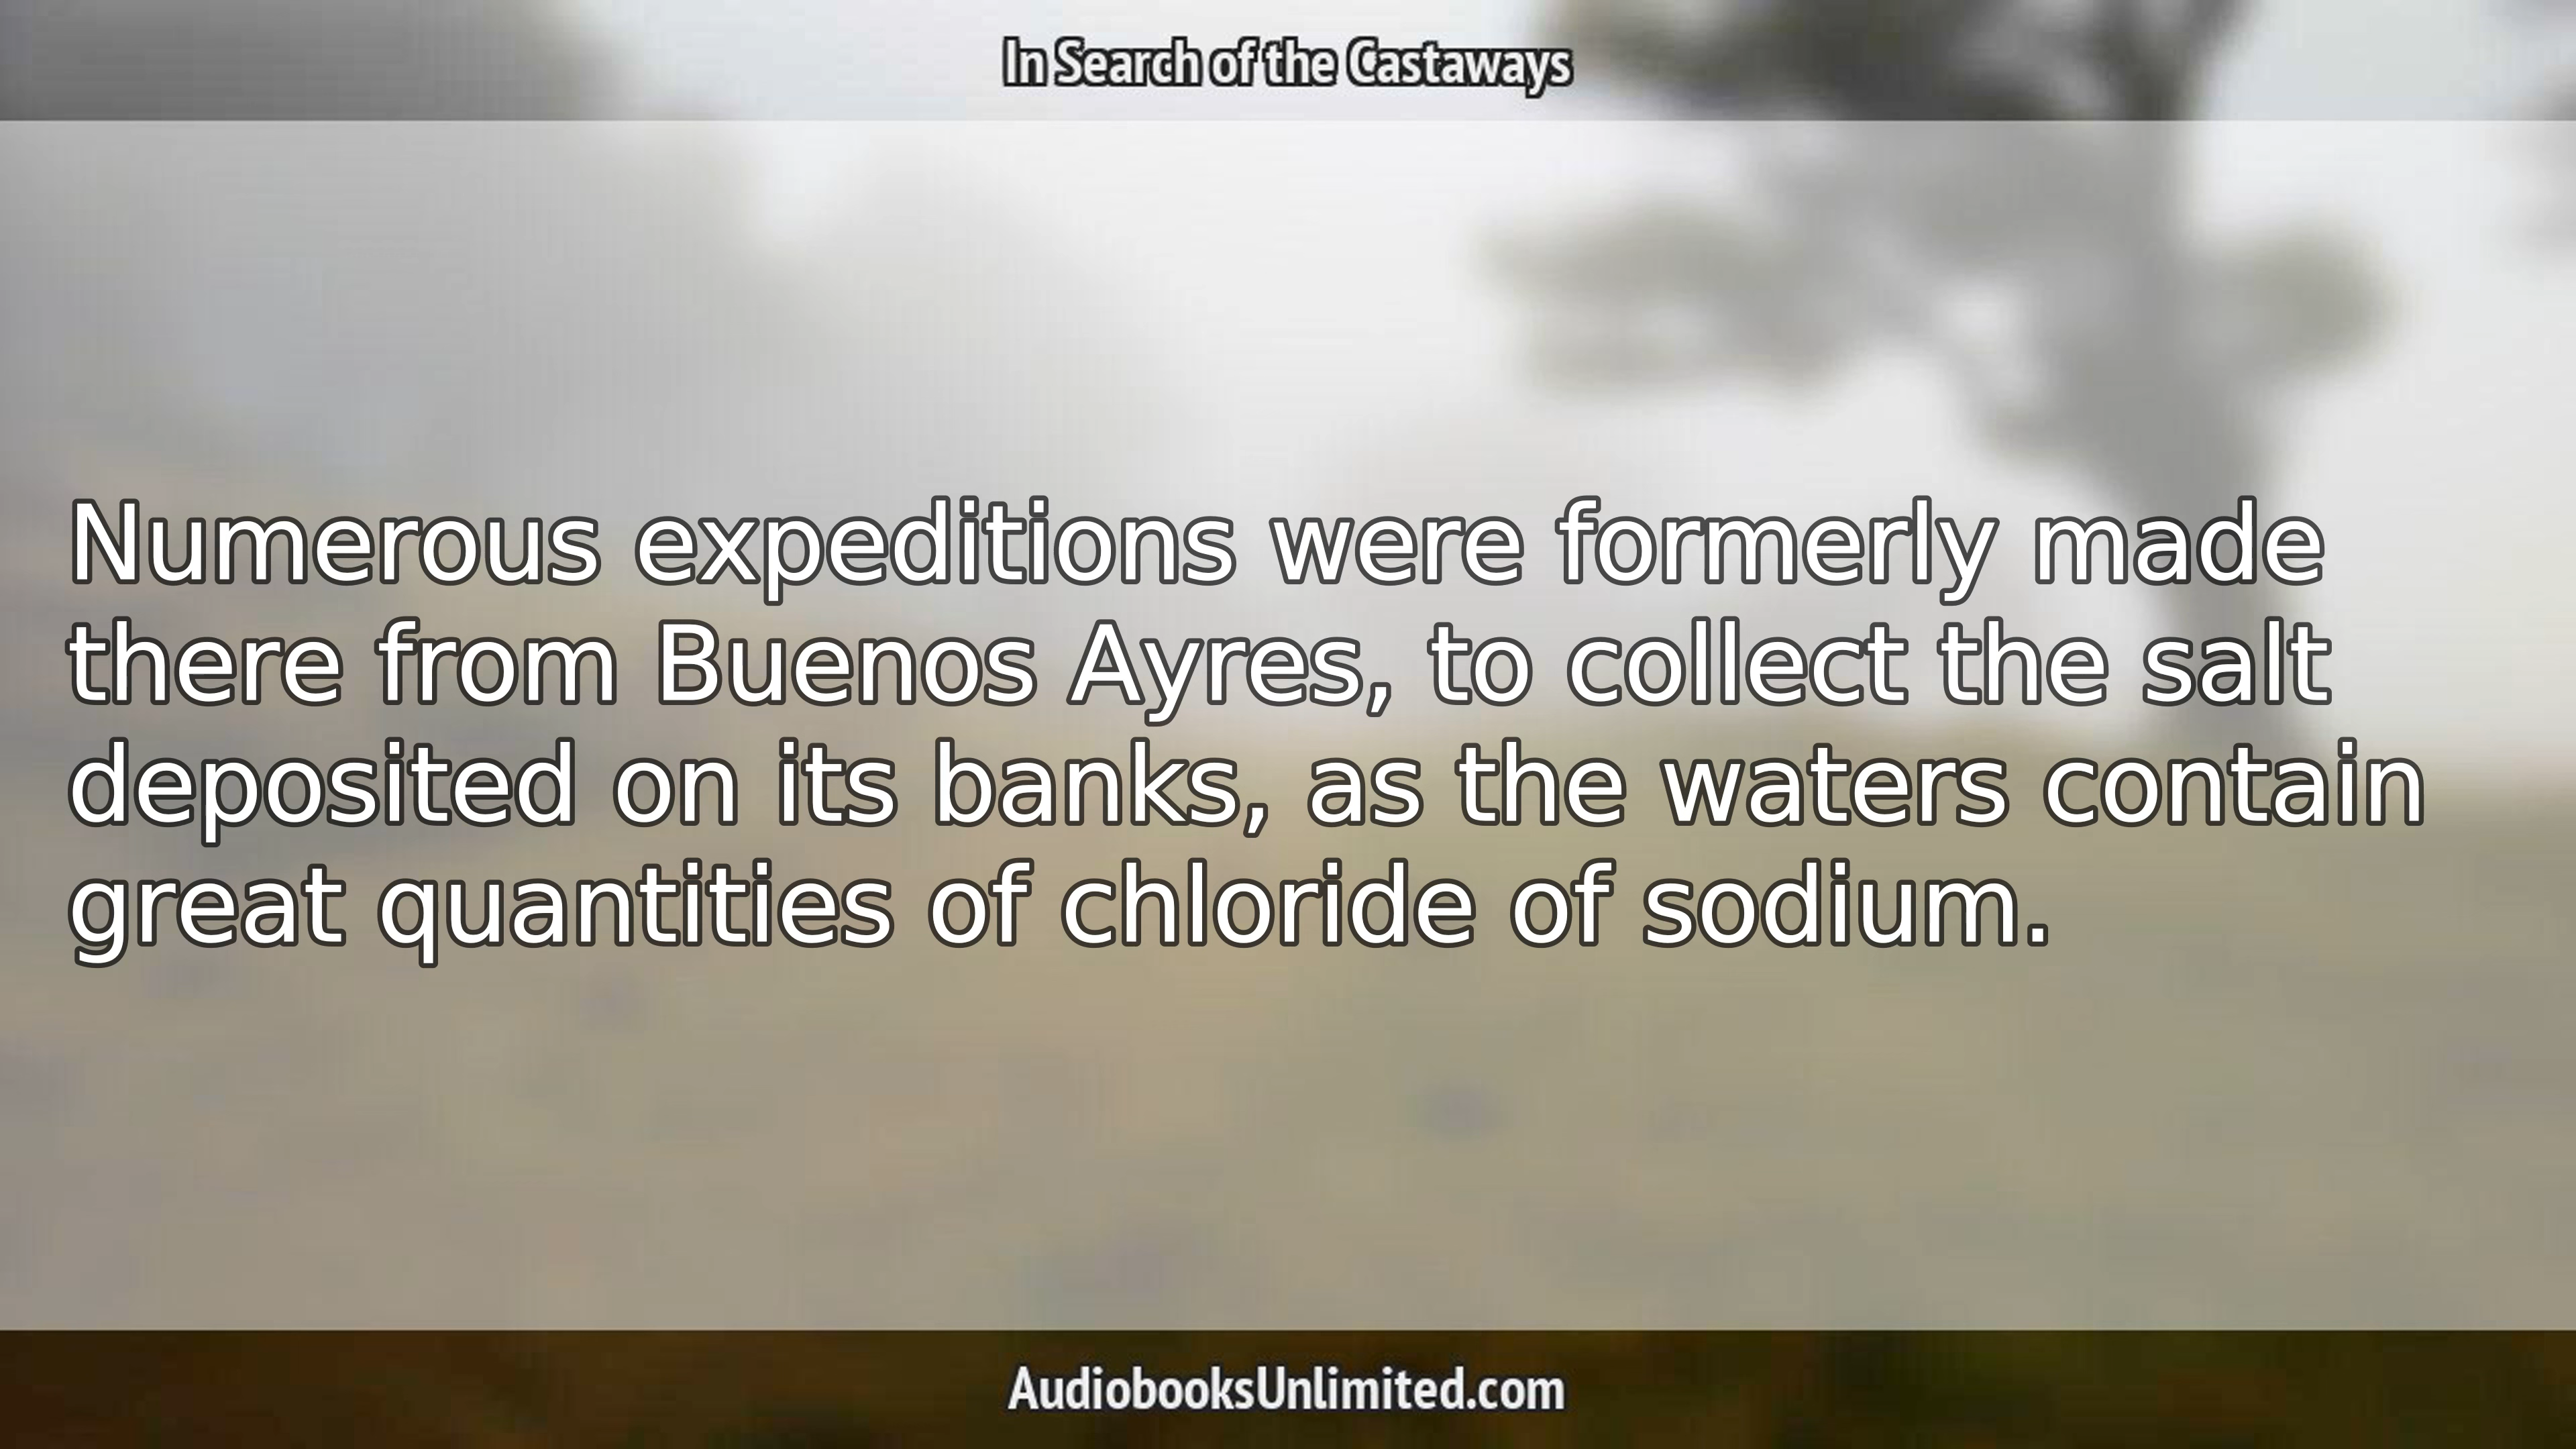 In Search of the Castaways
Numerous expeditions were formerly made
there from Buenos Ayres, to collect the salt
deposited on its banks, as the waters contain
great quantities of chloride of sodium.
AudiobooksUnlimited.com